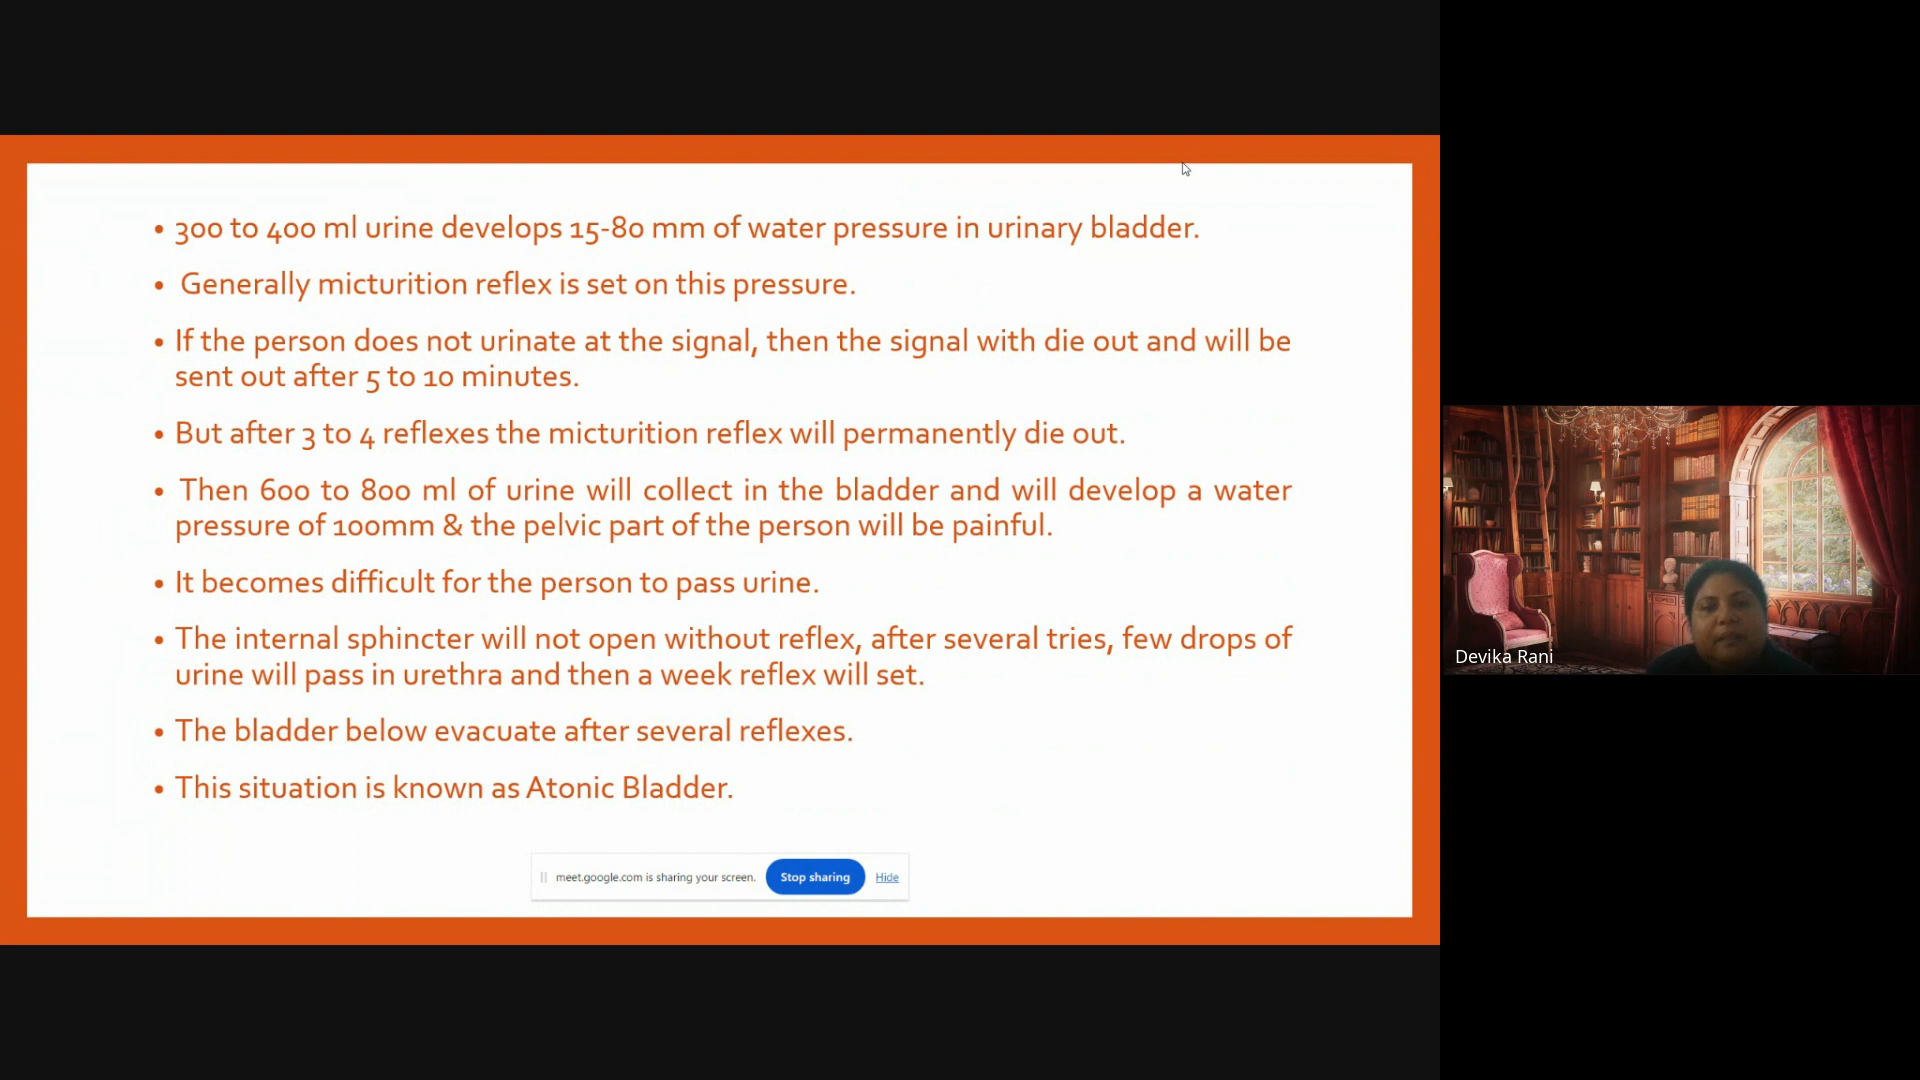 • 300 to 400 ml urine develops 15-80 mm of water pressure in urinary bladder.
• Generally micturition reflex is set on this pressure.
• If the person does not urinate at the signal, then the signal with die out and will be
sent out after 5 to 10 minutes.
• But after 3 to 4 reflexes the micturition reflex will permanently die out.
• Then 600 to 800 ml of urine will collect in the bladder and will develop a water
pressure of 100mm & the pelvic part of the person will be painful.
• It becomes difficult for the person to pass urine.
• The internal sphincter will not open without reflex, after several tries, few drops of
urine will pass in urethra and then a week reflex will set.
• The bladder below evacuate after several reflexes.
• This situation is known as Atonic Bladder.
meet.google.com is sharing your screen. Stop sharing Hide
Devika Rani